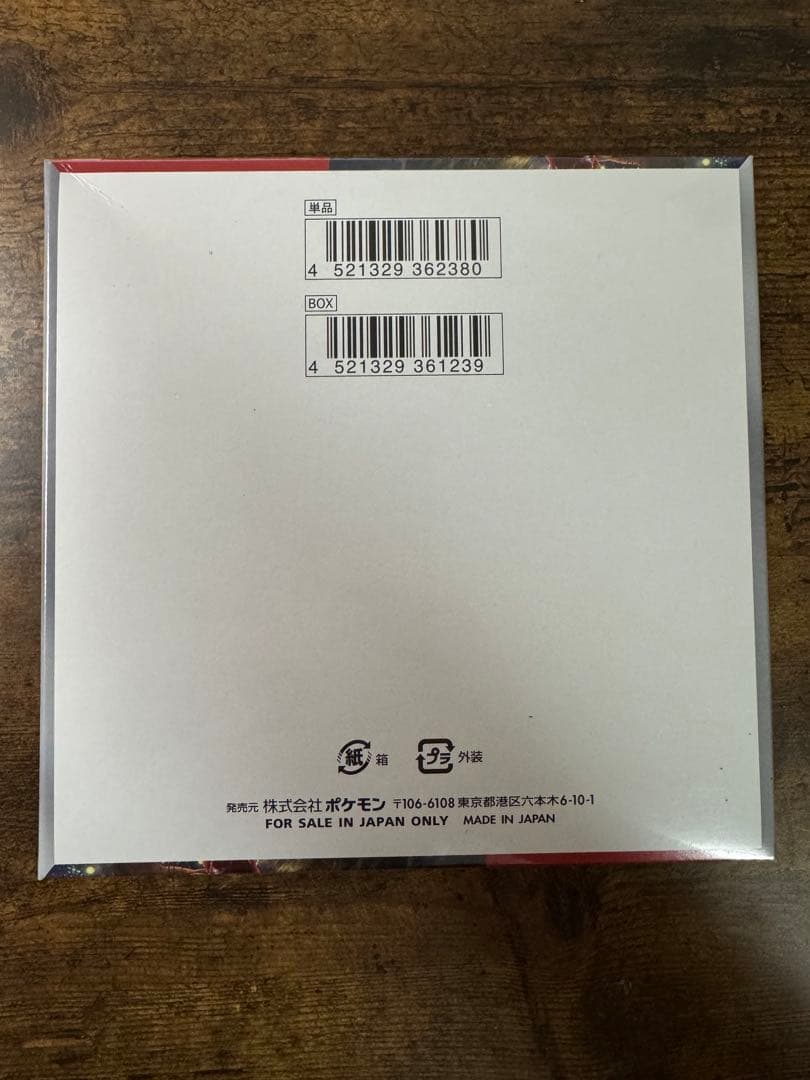 単品
4 521329 362380
BOX
4 521329 361239
紙 箱 プラ 外装
発売元 株式会社 ポケモン 〒106-6108 東京都港区六本木6-10-1
FOR SALE IN JAPAN ONLY MADE IN JAPAN